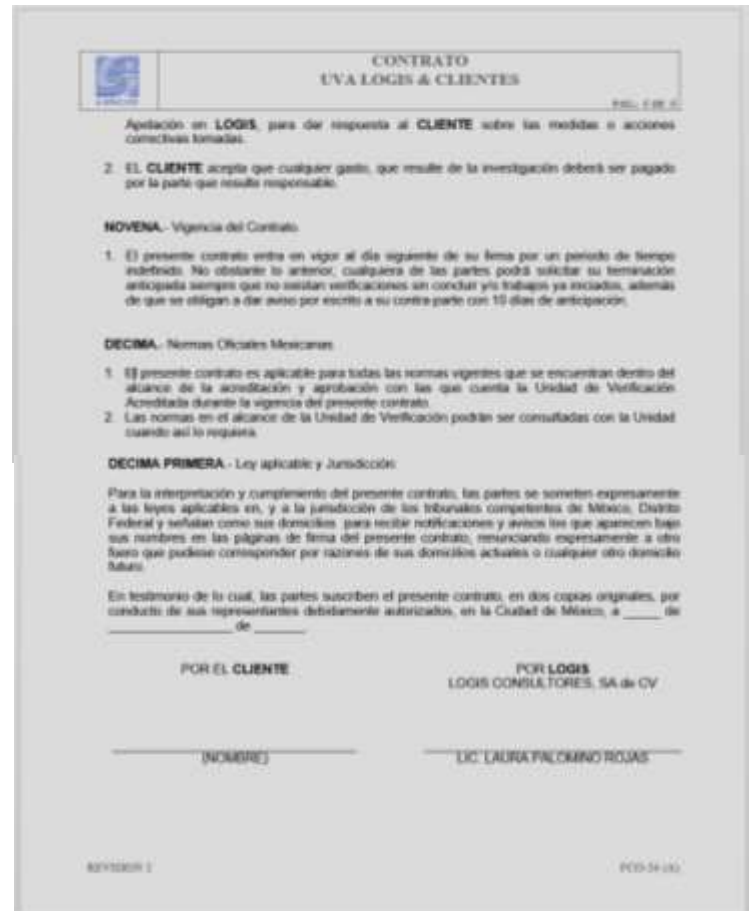 CONTRATO
UVA LOGIS & CLIENTES
Apelación en LOGIS, para dar respuesta al CLIENTE sobre las medidas o acciones
correctivas tomadas.
2. EL CLIENTE acepta que cualquier gasto, que resulte de la investigación deberá ser pagado
por la parte que resulte responsable.
NOVENA.- Vigencia del Contrato.
1. El presente contrato entra en vigor al día siguiente de su firma por un periodo de tiempo
indefinido. No obstante lo anterior, cualquiera de las partes podrá solicitar su terminación
anticipada siempre que no existan verificaciones sin concluir y/o trabajos ya iniciados, además
de que se obligan a dar aviso por escrito a su contra parte con 10 días de anticipación.
DECIMA.- Normas Oficiales Mexicanas
1. El presente contrato es aplicable para todas las normas vigentes que se encuentran dentro del
alcance de la acreditación y aprobación con las que cuenta la Unidad de Verificación
Acreditada durante la vigencia del presente contrato.
2. Las normas en el alcance de la Unidad de Verificación podrán ser consultadas con la Unidad
cuando así lo requiera.
DECIMA PRIMERA.- Ley aplicable y Jurisdicción:
Para la interpretación y cumplimiento del presente contrato, las partes se someten expresamente
a las leyes aplicables en, y a la jurisdicción de los tribunales competentes de México, Distrito
Federal y señalan como sus domicilios para recibir notificaciones y avisos los que aparecen bajo
sus nombres en las páginas de firma del presente contrato, renunciando expresamente a otro
fuero que pudiese corresponder por razones de sus domicilios actuales o cualquier otro domicilio
futuro.
En testimonio de lo cual, las partes suscriben el presente contrato, en dos copias originales, por
conducto de sus representantes debidamente autorizados, en la Ciudad de México, a _____ de
_________________ de _______
POR EL CLIENTE
POR LOGIS
LOGIS CONSULTORES, SA de CV
(NOMBRE)
LIC. LAURA PALOMINO ROJAS
REVISION